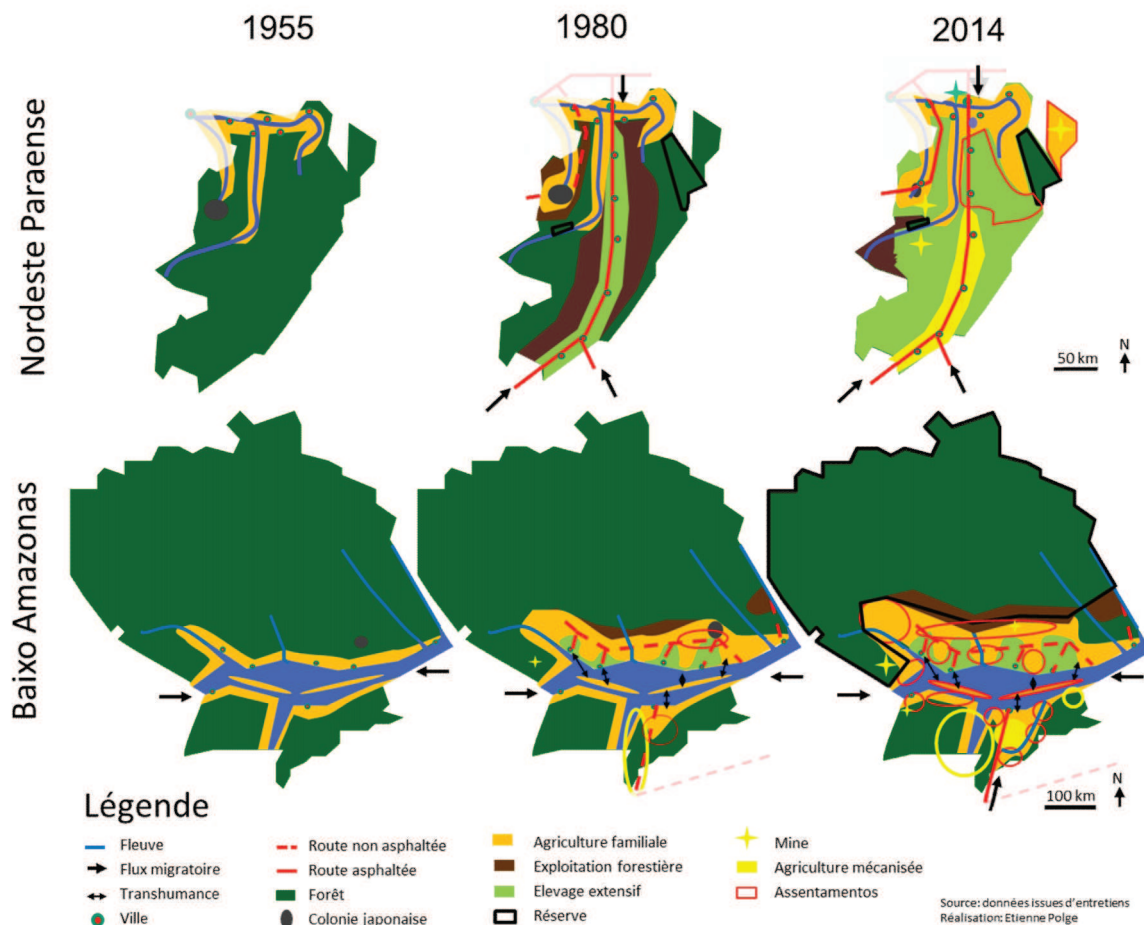 1955
1980
2014
Nordeste Paraense
50 km
N
Baixo Amazonas
100 km
N
Légende
Fleuve
Flux migratoire
Transhumance
Ville
Route non asphaltée
Route asphaltée
Forêt
Colonie japonaise
Agriculture familiale
Exploitation forestière
Elevage extensif
Réserve
Mine
Agriculture mécanisée
Assentamentos
Source: données issues d'entretiens
Réalisation: Etienne Polge